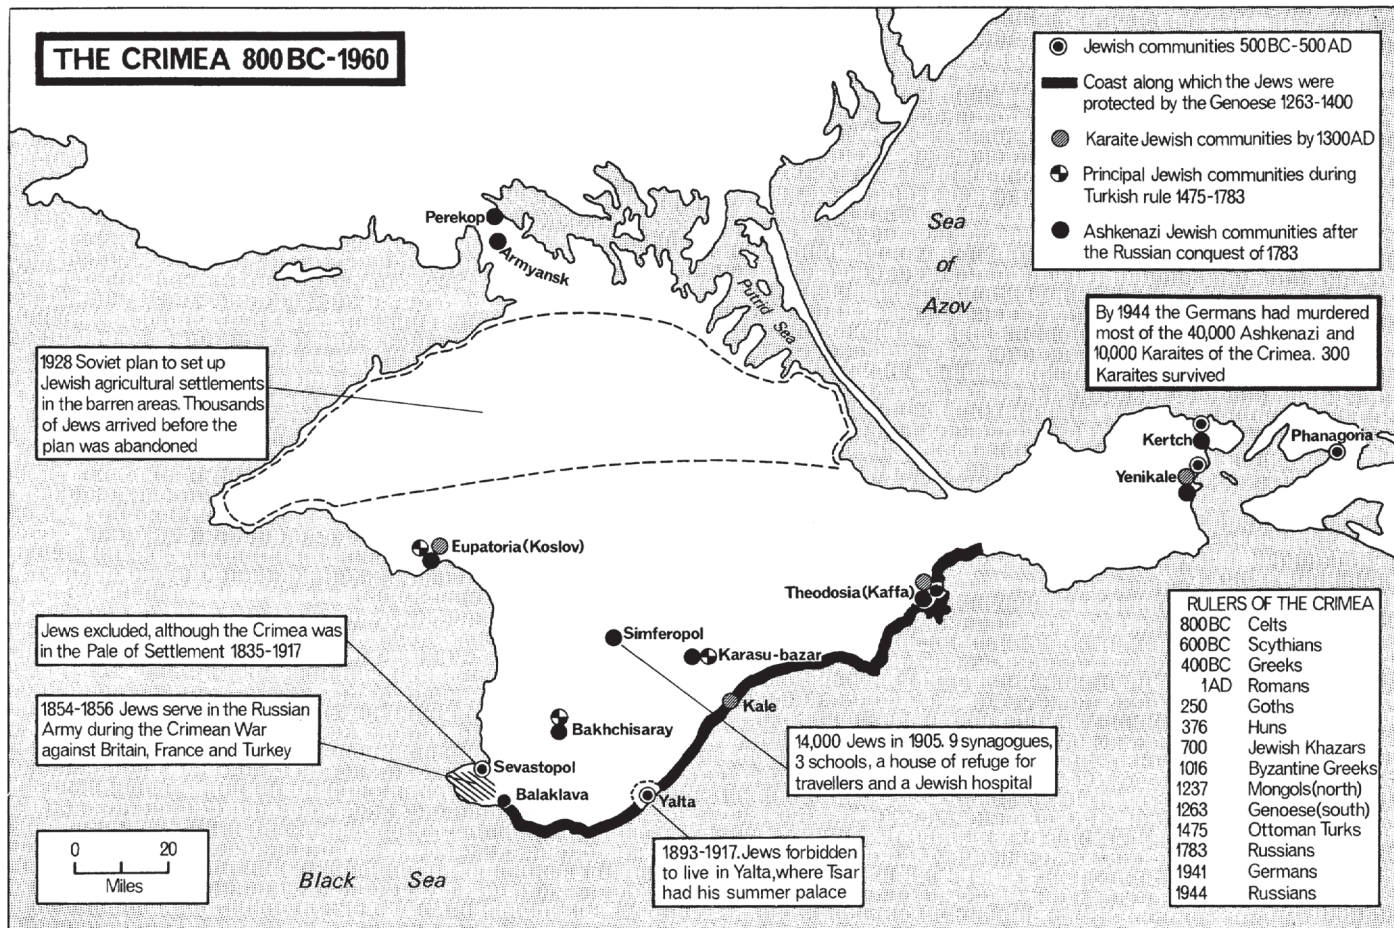 THE CRIMEA 800BC-1960
Jewish communities 500BC-500AD
Coast along which the Jews were
protected by the Genoese 1263-1400
Karaite Jewish communities by 1300AD
Principal Jewish communities during
Turkish rule 1475-1783
Ashkenazi Jewish communities after
the Russian conquest of 1783
Sea
of
Azov
Perekop
Armyansk
Putrid Sea
By 1944 the Germans had murdered
most of the 40,000 Ashkenazi and
10,000 Karaites of the Crimea. 300
Karaites survived
1928 Soviet plan to set up
Jewish agricultural settlements
in the barren areas. Thousands
of Jews arrived before the
plan was abandoned
Kertch
Phanagoria
Yenikale
Eupatoria (Koslov)
Theodosia (Kaffa)
Simferopol
Karasu-bazar
Kale
Bakhchisaray
Jews excluded, although the Crimea was
in the Pale of Settlement 1835-1917
1854-1856 Jews serve in the Russian
Army during the Crimean War
against Britain, France and Turkey
Sevastopol
Balaklava
Yalta
14,000 Jews in 1905. 9 synagogues,
3 schools, a house of refuge for
travellers and a Jewish hospital
1893-1917. Jews forbidden
to live in Yalta, where Tsar
had his summer palace
0 20
Miles
Black Sea
RULERS OF THE CRIMEA
800BC Celts
600BC Scythians
400BC Greeks
1AD Romans
250 Goths
376 Huns
700 Jewish Khazars
1016 Byzantine Greeks
1237 Mongols (north)
1263 Genoese (south)
1475 Ottoman Turks
1783 Russians
1941 Germans
1944 Russians